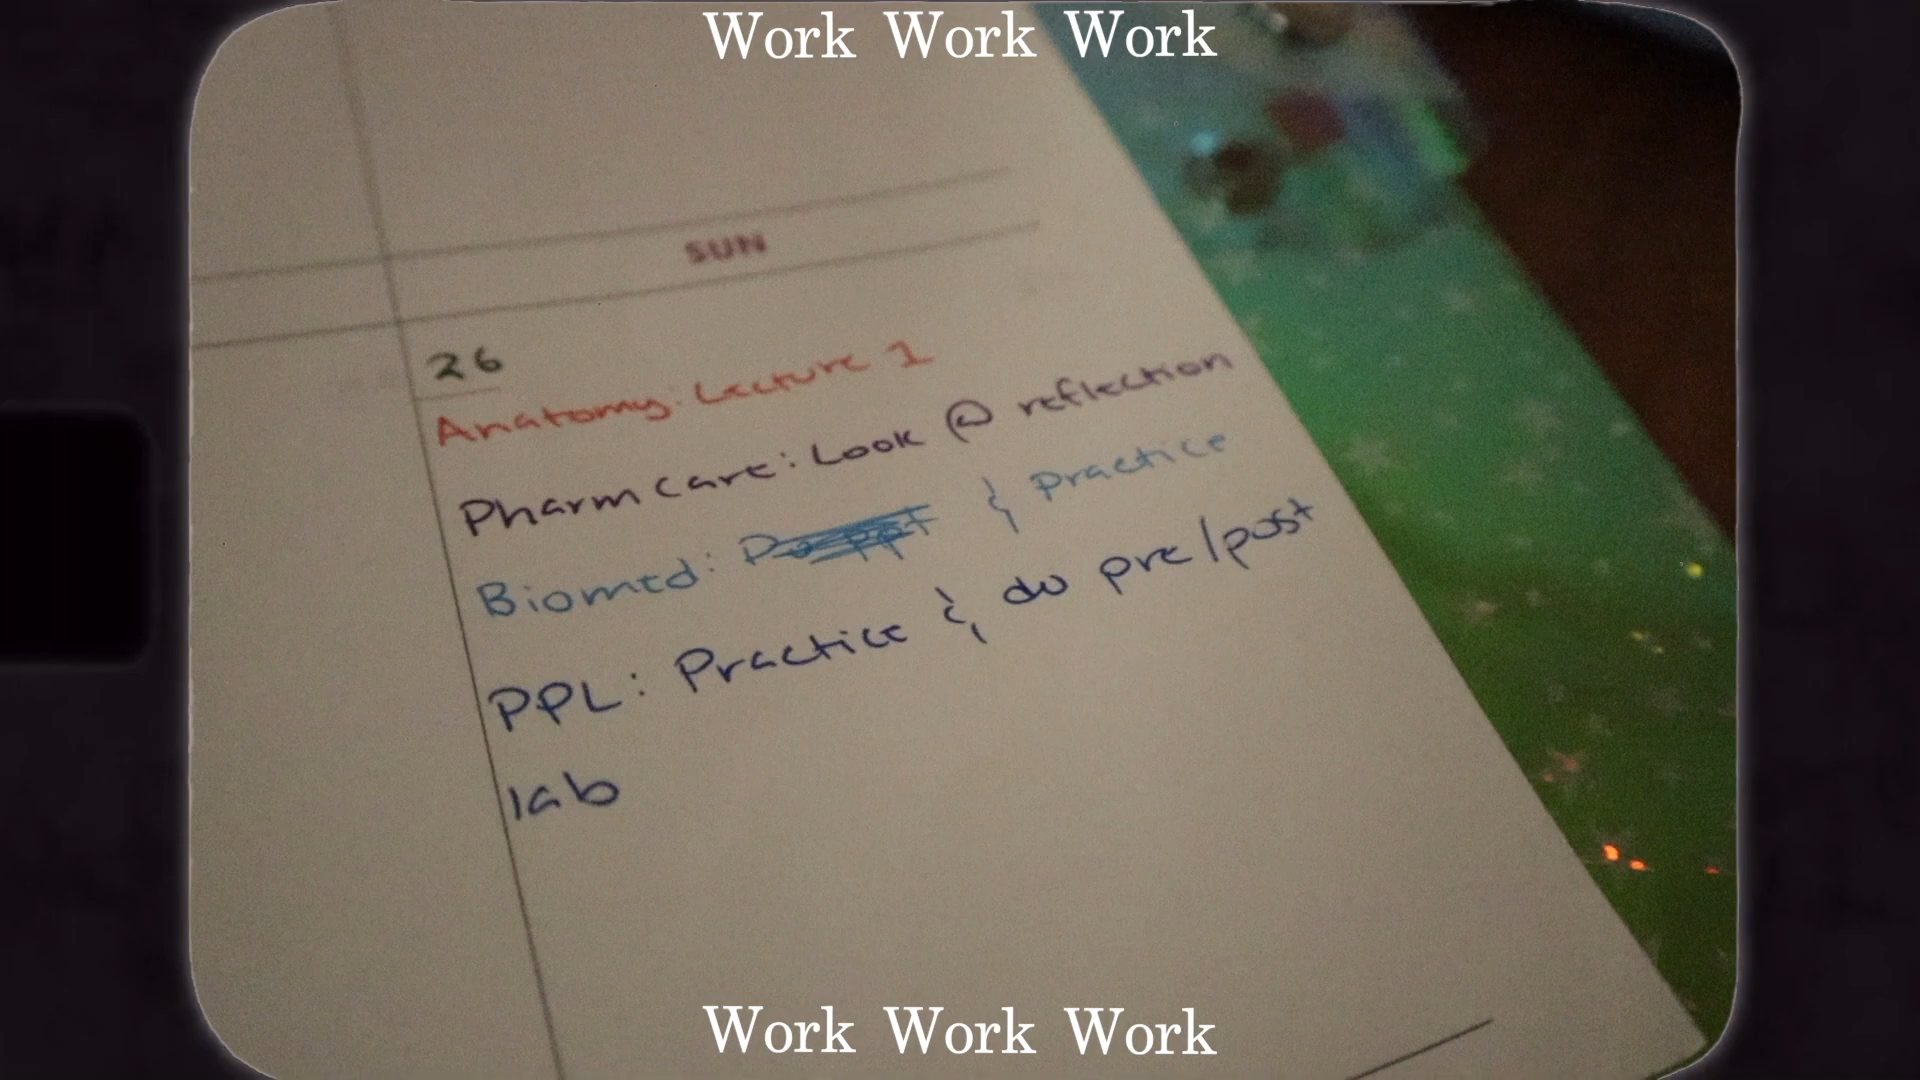 Work Work Work
SUN
26
Anatomy: Lecture 1
Pharm care: Look @ reflection
Biomed: & Practice
PPL: Practice & do pre/post
lab
Work Work Work